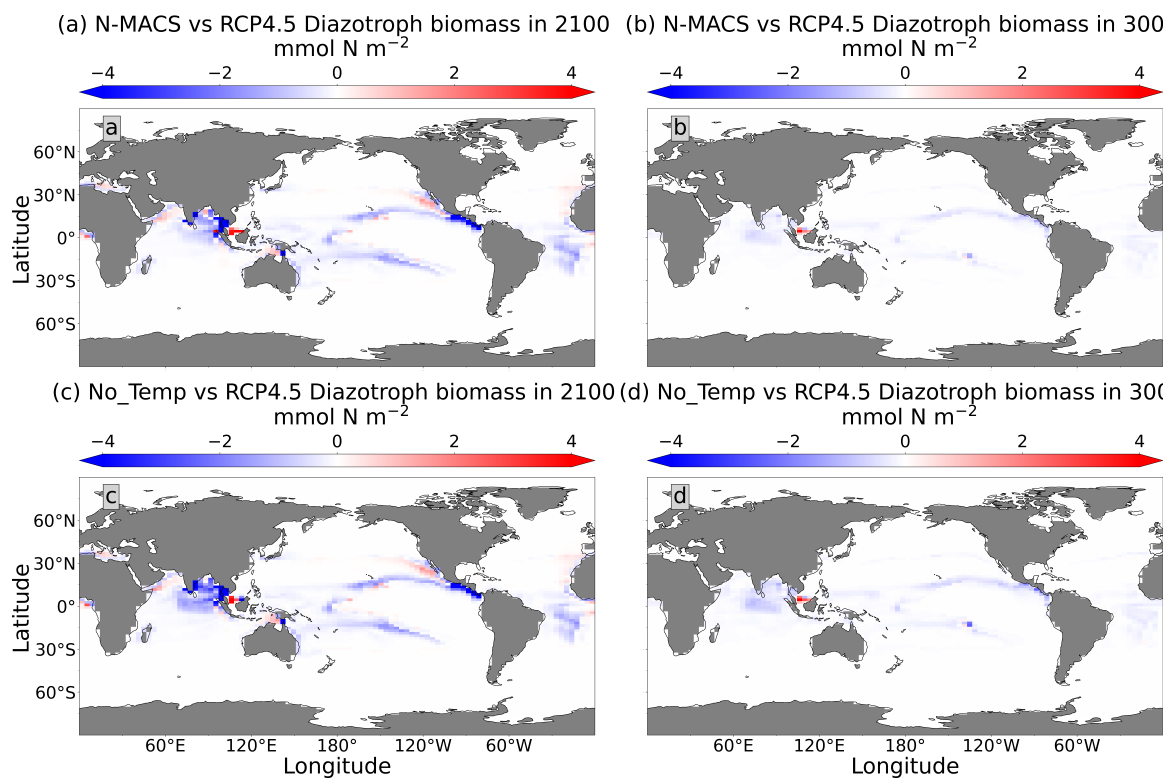 (a) N-MACS vs RCP4.5 Diazotroph biomass in 2100
mmol N m−2
−4 −2 0 2 4
a
60°N
30°N
0°
30°S
60°S
Latitude
(b) N-MACS vs RCP4.5 Diazotroph biomass in 300
mmol N m−2
−4 −2 0 2 4
b
(c) No_Temp vs RCP4.5 Diazotroph biomass in 2100
mmol N m−2
−4 −2 0 2 4
c
60°N
30°N
0°
30°S
60°S
Latitude
60°E 120°E 180° 120°W 60°W
Longitude
(d) No_Temp vs RCP4.5 Diazotroph biomass in 300
mmol N m−2
−4 −2 0 2 4
d
60°E 120°E 180° 120°W 60°W
Longitude